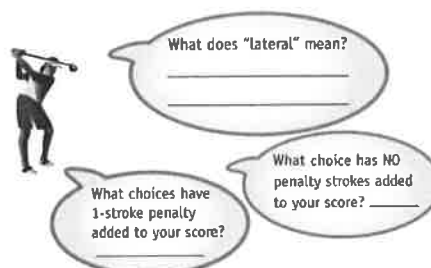 What does "lateral" mean?
What choice has NO
penalty strokes added
to your score? ______
What choices have
1-stroke penalty
added to your score?